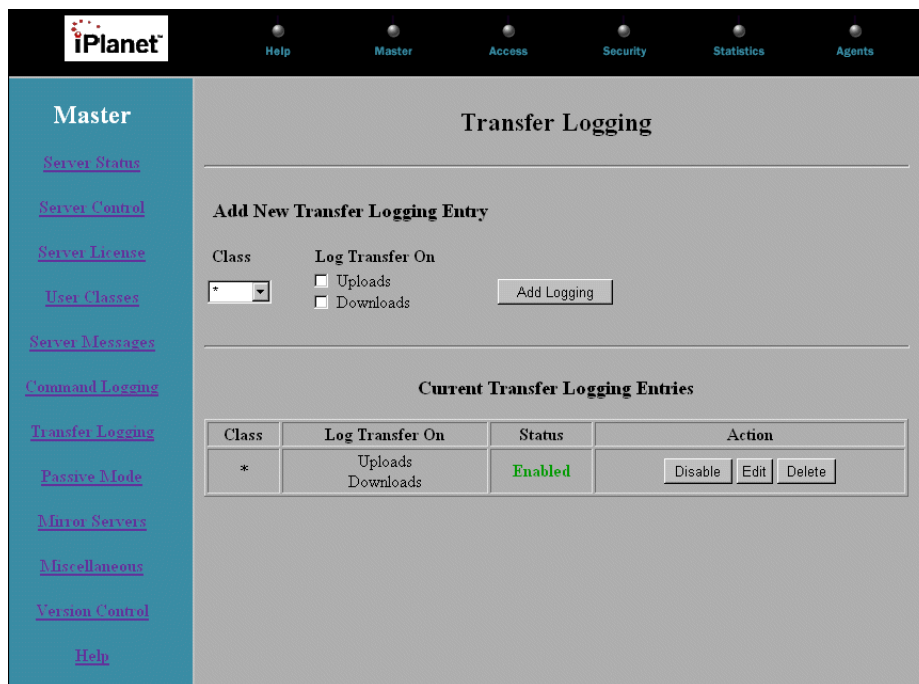 iPlanet™
Help Master Access Security Statistics Agents
Master
Server Status
Server Control
Server License
User Classes
Server Messages
Command Logging
Transfer Logging
Passive Mode
Mirror Servers
Miscellaneous
Version Control
Help
Transfer Logging
Add New Transfer Logging Entry
Class Log Transfer On
* Uploads
Downloads
Add Logging
Current Transfer Logging Entries
Class Log Transfer On Status Action
* Uploads Enabled Disable Edit Delete
Downloads